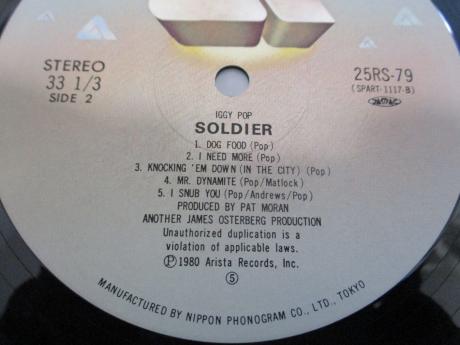 STEREO
33 1/3
SIDE 2
25RS-79
(SPART-1117-B)
IGGY POP
SOLDIER
1. DOG FOOD (Pop)
2. I NEED MORE (Pop)
3. KNOCKING 'EM DOWN (IN THE CITY) (Pop)
4. MR. DYNAMITE (Pop/Matlock)
5. I SNUB YOU (Pop/Andrews/Pop)
PRODUCED BY PAT MORAN
ANOTHER JAMES OSTERBERG PRODUCTION
Unauthorized duplication is a
violation of applicable laws.
Ⓟ1980 Arista Records, Inc.
⑤
MANUFACTURED BY NIPPON PHONOGRAM CO., LTD., TOKYO